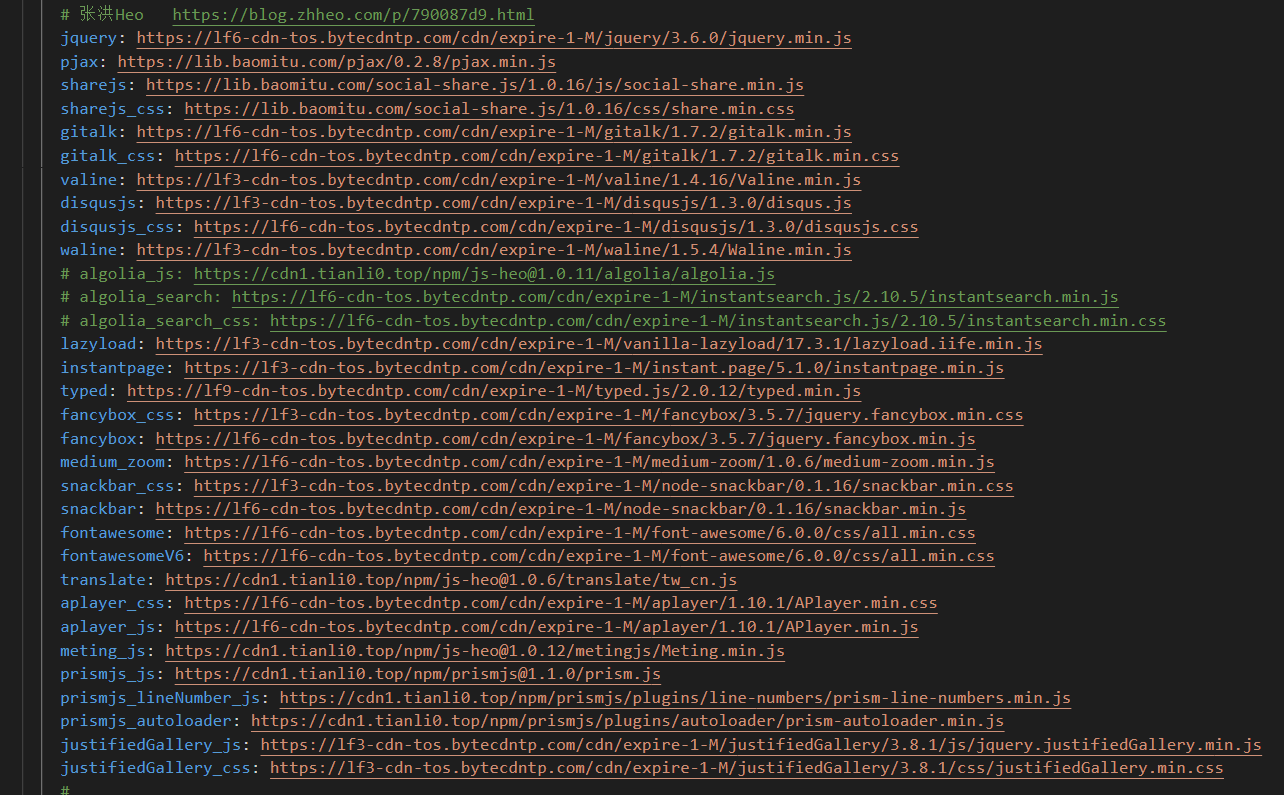 # 张洪Heo   https://blog.zhheo.com/p/790087d9.html
jquery: https://lf6-cdn-tos.bytecdntp.com/cdn/expire-1-M/jquery/3.6.0/jquery.min.js
pjax: https://lib.baomitu.com/pjax/0.2.8/pjax.min.js
sharejs: https://lib.baomitu.com/social-share.js/1.0.16/js/social-share.min.js
sharejs_css: https://lib.baomitu.com/social-share.js/1.0.16/css/share.min.css
gitalk: https://lf6-cdn-tos.bytecdntp.com/cdn/expire-1-M/gitalk/1.7.2/gitalk.min.js
gitalk_css: https://lf6-cdn-tos.bytecdntp.com/cdn/expire-1-M/gitalk/1.7.2/gitalk.min.css
valine: https://lf3-cdn-tos.bytecdntp.com/cdn/expire-1-M/valine/1.4.16/Valine.min.js
disqusjs: https://lf3-cdn-tos.bytecdntp.com/cdn/expire-1-M/disqusjs/1.3.0/disqus.js
disqusjs_css: https://lf6-cdn-tos.bytecdntp.com/cdn/expire-1-M/disqusjs/1.3.0/disqusjs.css
waline: https://lf3-cdn-tos.bytecdntp.com/cdn/expire-1-M/waline/1.5.4/Waline.min.js
# algolia_js: https://cdn1.tianli0.top/npm/js-heo@1.0.11/algolia/algolia.js
# algolia_search: https://lf6-cdn-tos.bytecdntp.com/cdn/expire-1-M/instantsearch.js/2.10.5/instantsearch.min.js
# algolia_search_css: https://lf6-cdn-tos.bytecdntp.com/cdn/expire-1-M/instantsearch.js/2.10.5/instantsearch.min.css
lazyload: https://lf3-cdn-tos.bytecdntp.com/cdn/expire-1-M/vanilla-lazyload/17.3.1/lazyload.iife.min.js
instantpage: https://lf3-cdn-tos.bytecdntp.com/cdn/expire-1-M/instant.page/5.1.0/instantpage.min.js
typed: https://lf9-cdn-tos.bytecdntp.com/cdn/expire-1-M/typed.js/2.0.12/typed.min.js
fancybox_css: https://lf3-cdn-tos.bytecdntp.com/cdn/expire-1-M/fancybox/3.5.7/jquery.fancybox.min.css
fancybox: https://lf6-cdn-tos.bytecdntp.com/cdn/expire-1-M/fancybox/3.5.7/jquery.fancybox.min.js
medium_zoom: https://lf6-cdn-tos.bytecdntp.com/cdn/expire-1-M/medium-zoom/1.0.6/medium-zoom.min.js
snackbar_css: https://lf3-cdn-tos.bytecdntp.com/cdn/expire-1-M/node-snackbar/0.1.16/snackbar.min.css
snackbar: https://lf6-cdn-tos.bytecdntp.com/cdn/expire-1-M/node-snackbar/0.1.16/snackbar.min.js
fontawesome: https://lf6-cdn-tos.bytecdntp.com/cdn/expire-1-M/font-awesome/6.0.0/css/all.min.css
fontawesomeV6: https://lf6-cdn-tos.bytecdntp.com/cdn/expire-1-M/font-awesome/6.0.0/css/all.min.css
translate: https://cdn1.tianli0.top/npm/js-heo@1.0.6/translate/tw_cn.js
aplayer_css: https://lf6-cdn-tos.bytecdntp.com/cdn/expire-1-M/aplayer/1.10.1/APlayer.min.css
aplayer_js: https://lf6-cdn-tos.bytecdntp.com/cdn/expire-1-M/aplayer/1.10.1/APlayer.min.js
meting_js: https://cdn1.tianli0.top/npm/js-heo@1.0.12/metingjs/Meting.min.js
prismjs_js: https://cdn1.tianli0.top/npm/prismjs@1.1.0/prism.js
prismjs_lineNumber_js: https://cdn1.tianli0.top/npm/prismjs/plugins/line-numbers/prism-line-numbers.min.js
prismjs_autoloader: https://cdn1.tianli0.top/npm/prismjs/plugins/autoloader/prism-autoloader.min.js
justifiedGallery_js: https://lf3-cdn-tos.bytecdntp.com/cdn/expire-1-M/justifiedGallery/3.8.1/js/jquery.justifiedGallery.min.js
justifiedGallery_css: https://lf3-cdn-tos.bytecdntp.com/cdn/expire-1-M/justifiedGallery/3.8.1/css/justifiedGallery.min.css
#